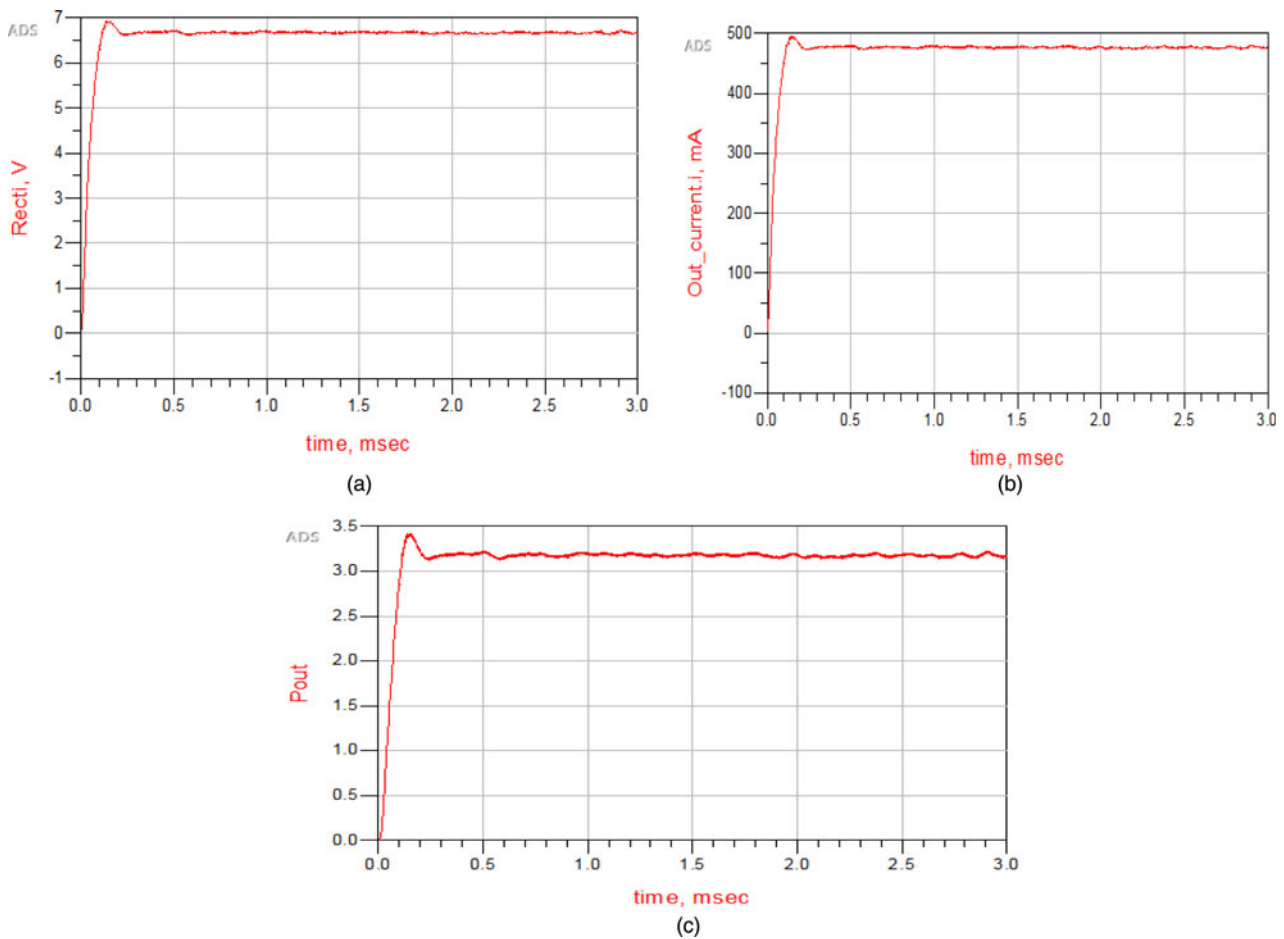 ADS
Recti, V
7
6
5
4
3
2
1
0
-1
0.0 0.5 1.0 1.5 2.0 2.5 3.0
time, msec
(a)
ADS
Out_current.i, mA
500
400
300
200
100
0
-100
0.0 0.5 1.0 1.5 2.0 2.5 3.0
time, msec
(b)
ADS
Pout
3.5
3.0
2.5
2.0
1.5
1.0
0.5
0.0
0.0 0.5 1.0 1.5 2.0 2.5 3.0
time, msec
(c)